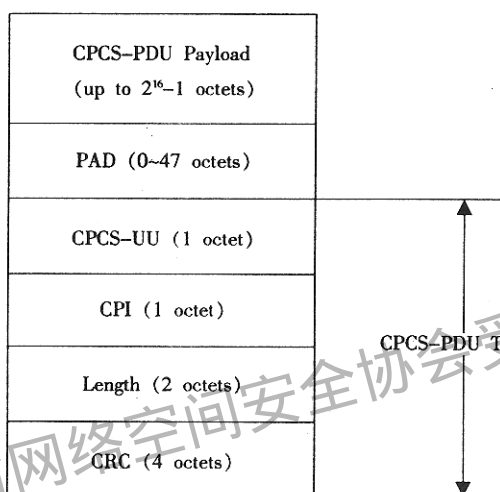 CPCS-PDU Payload
(up to 2¹⁶-1 octets)
PAD (0~47 octets)
CPCS-UU (1 octet)
CPI (1 octet)
CPCS-PDU T
Length (2 octets)
CRC (4 octets)
网络空间安全协会受